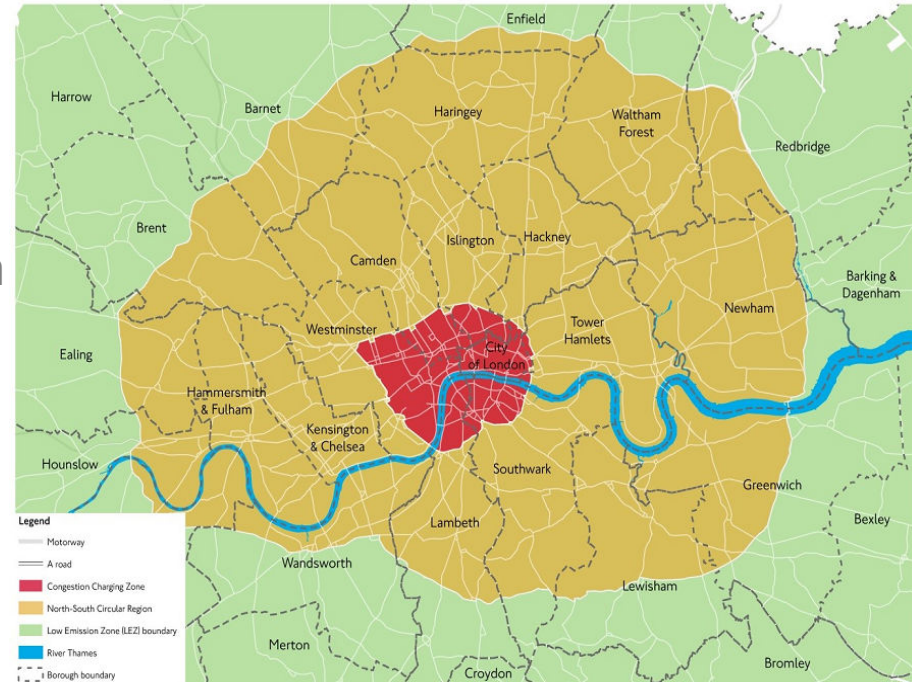 Enfield
Harrow
Barnet
Haringey
Waltham
Forest
Redbridge
Brent
Islington
Hackney
Camden
Barking &
Dagenham
Newham
Westminster
Tower
Hamlets
City
of London
Ealing
Hammersmith
& Fulham
Kensington
& Chelsea
Hounslow
Southwark
Greenwich
Lambeth
Bexley
Wandsworth
Lewisham
Merton
Croydon
Bromley
Legend
Motorway
A road
Congestion Charging Zone
North-South Circular Region
Low Emission Zone (LEZ) boundary
River Thames
Borough boundary